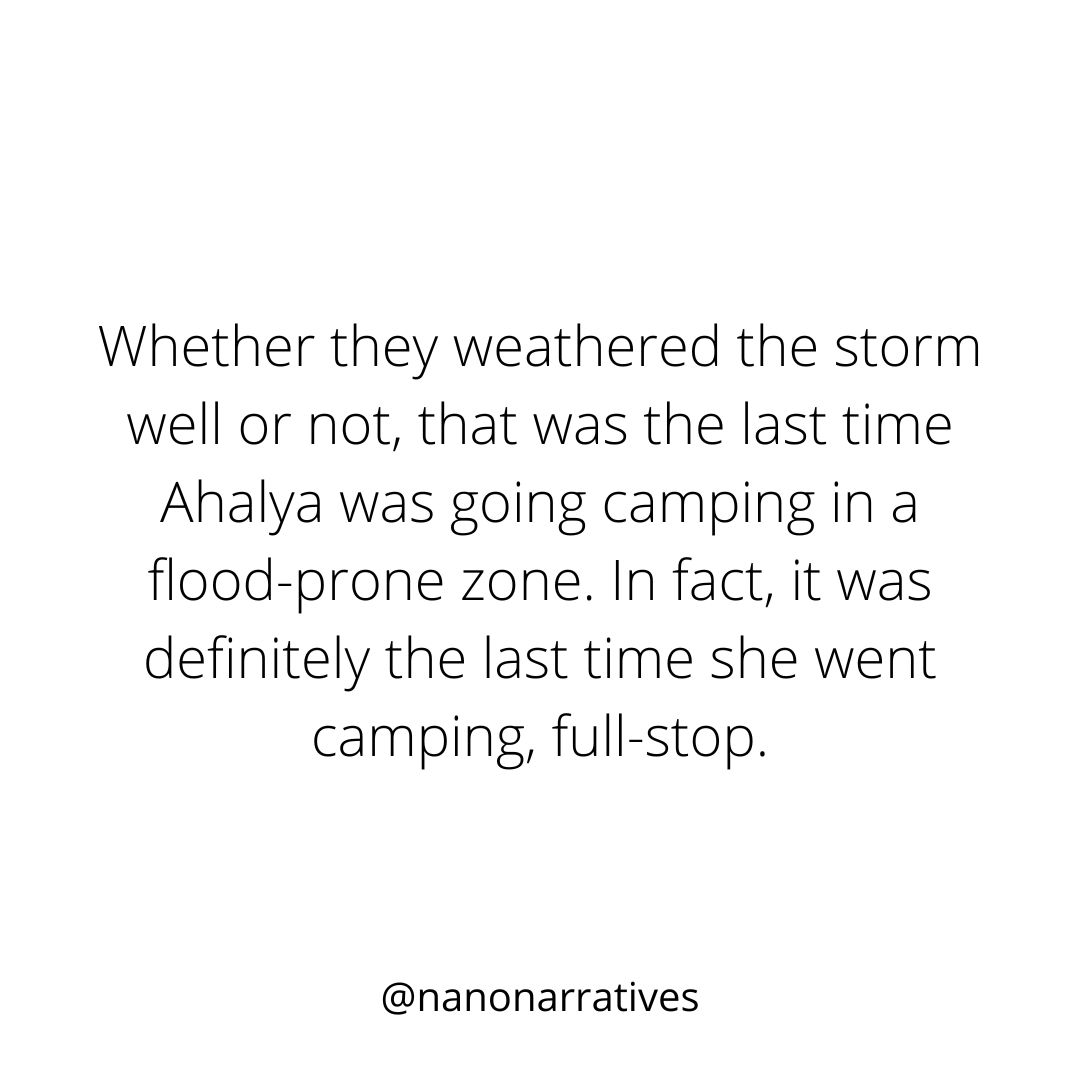 Whether they weathered the storm
well or not, that was the last time
Ahalya was going camping in a
flood-prone zone. In fact, it was
definitely the last time she went
camping, full-stop.
@nanonarratives